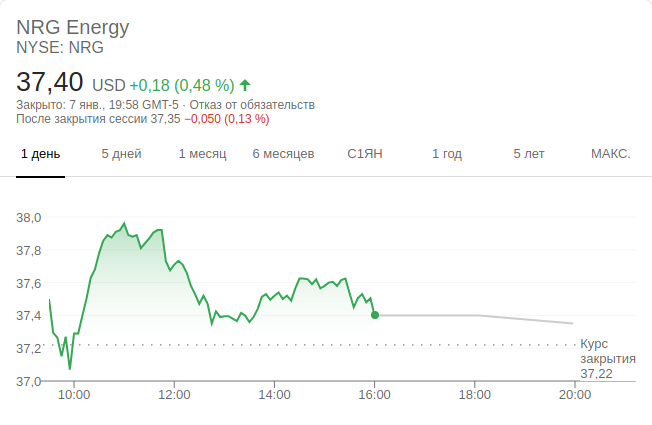 NRG Energy
NYSE: NRG
37,40 USD +0,18 (0,48 %)
Закрыто: 7 янв., 19:58 GMT-5 · Отказ от обязательств
После закрытия сессии 37,35 −0,050 (0,13 %)
1 день 5 дней 1 месяц 6 месяцев С1ЯН 1 год 5 лет МАКС.
38,0
37,8
37,6
37,4
37,2
37,0
Курс
закрытия
37,22
10:00 12:00 14:00 16:00 18:00 20:00